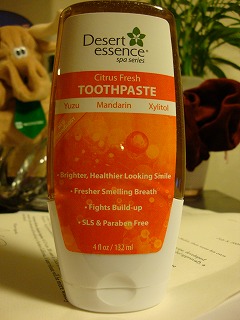 Desert
essence
spa series
Citrus Fresh
TOOTHPASTE
Yuzu Mandarin Xylitol
• Brighter, Healthier Looking Smile
• Fresher Smelling Breath
• Fights Build-up
• SLS & Paraben Free
4 fl oz / 132 ml